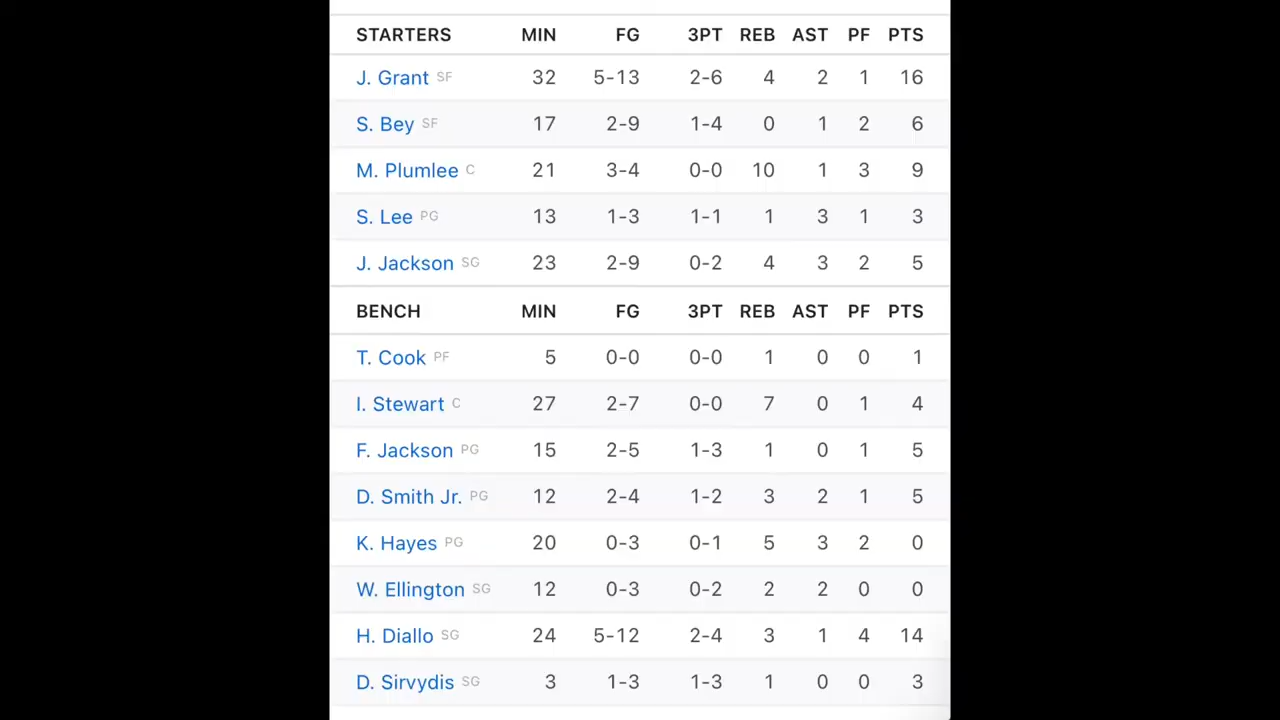 STARTERS MIN FG 3PT REB AST PF PTS
J. Grant SF 32 5-13 2-6 4 2 1 16
S. Bey SF 17 2-9 1-4 0 1 2 6
M. Plumlee C 21 3-4 0-0 10 1 3 9
S. Lee PG 13 1-3 1-1 1 3 1 3
J. Jackson SG 23 2-9 0-2 4 3 2 5
BENCH MIN FG 3PT REB AST PF PTS
T. Cook PF 5 0-0 0-0 1 0 0 1
I. Stewart C 27 2-7 0-0 7 0 1 4
F. Jackson PG 15 2-5 1-3 1 0 1 5
D. Smith Jr. PG 12 2-4 1-2 3 2 1 5
K. Hayes PG 20 0-3 0-1 5 3 2 0
W. Ellington SG 12 0-3 0-2 2 2 0 0
H. Diallo SG 24 5-12 2-4 3 1 4 14
D. Sirvydis SG 3 1-3 1-3 1 0 0 3